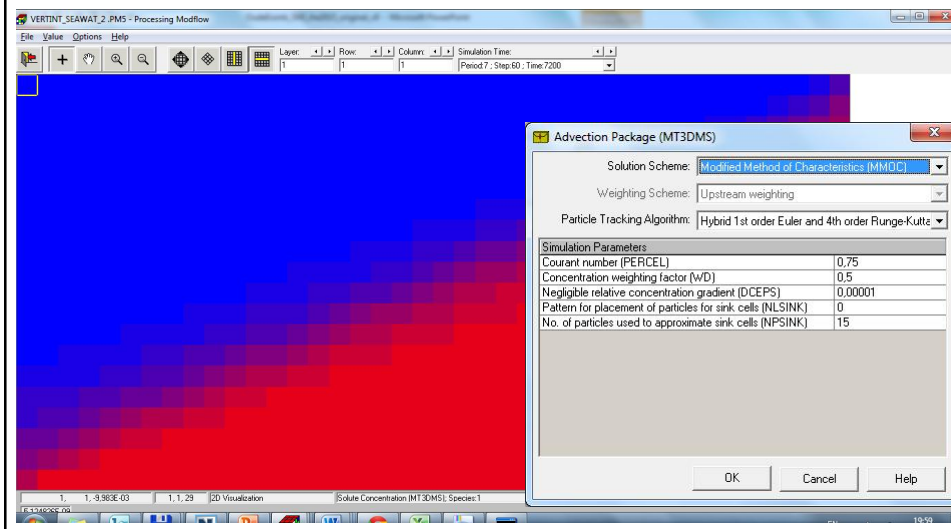 VERTINT_SEAWAT_2.PM5 - Processing Modflow
File Value Options Help
Layer: Row: Column: Simulation Time:
1 1 1 Period:7 ; Step:60 ; Time:7200
Advection Package (MT3DMS)
Solution Scheme: Modified Method of Characteristics (MMOC)
Weighting Scheme: Upstream weighting
Particle Tracking Algorithm: Hybrid 1st order Euler and 4th order Runge-Kutta
Simulation Parameters
Courant number (PERCEL) 0,75
Concentration weighting factor (WD) 0,5
Negligible relative concentration gradient (DCEPS) 0,00001
Pattern for placement of particles for sink cells (NLSINK) 0
No. of particles used to approximate sink cells (NPSINK) 15
OK Cancel Help
1, 1,-9,983E-03 1, 1, 29 2D Visualization Solute Concentration (MT3DMS); Species:1
19:59